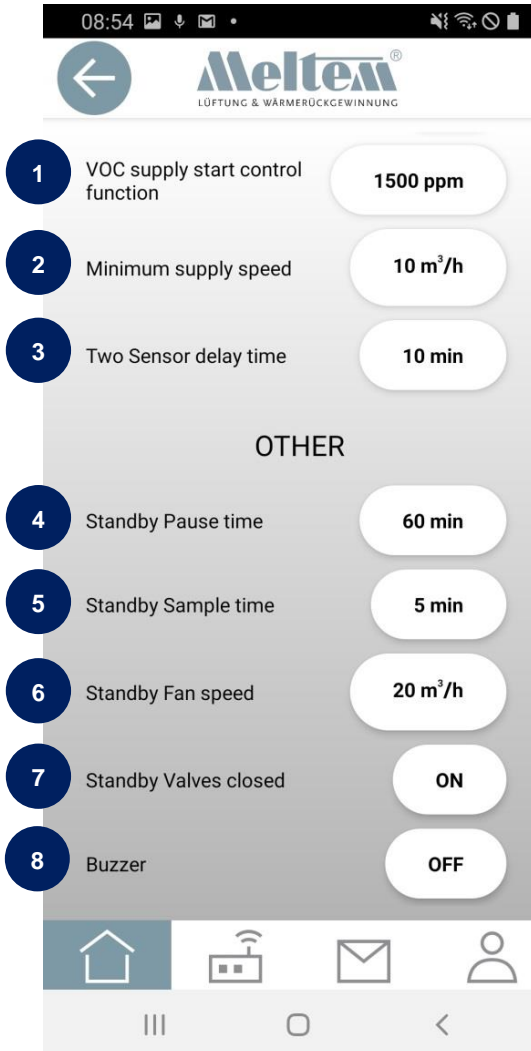 08:54
Meltem®
LÜFTUNG & WÄRMERÜCKGEWINNUNG
1
VOC supply start control
function
1500 ppm
2
Minimum supply speed
10 m³/h
3
Two Sensor delay time
10 min
OTHER
4
Standby Pause time
60 min
5
Standby Sample time
5 min
6
Standby Fan speed
20 m³/h
7
Standby Valves closed
ON
8
Buzzer
OFF